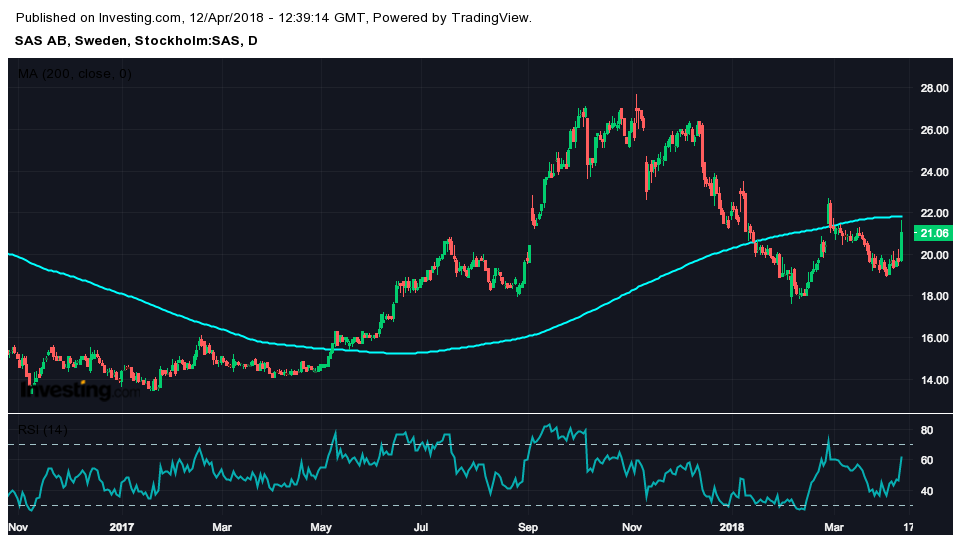 Published on Investing.com, 12/Apr/2018 - 12:39:14 GMT, Powered by TradingView.
SAS AB, Sweden, Stockholm:SAS, D
MA (200, close, 0)
28.00
26.00
24.00
22.00
21.06
20.00
18.00
16.00
14.00
Investing.com
RSI (14)
80
60
40
Nov 2017 Mar May Jul Sep Nov 2018 Mar 17